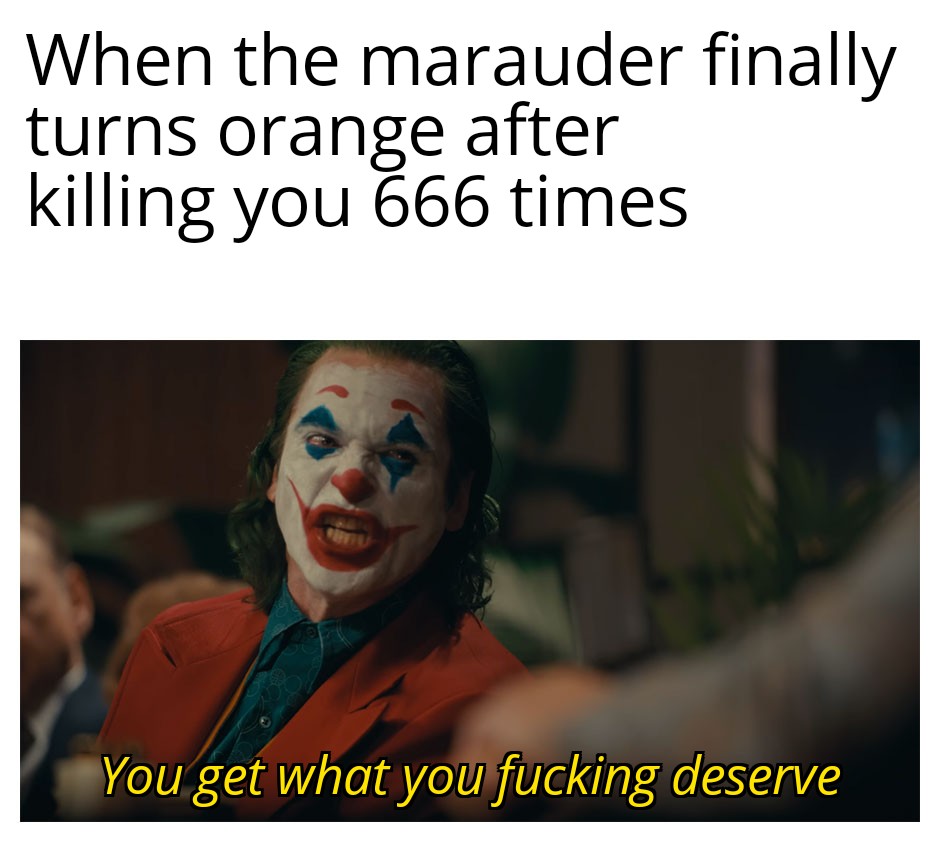 When the marauder finally
turns orange after
killing you 666 times
You get what you fucking deserve